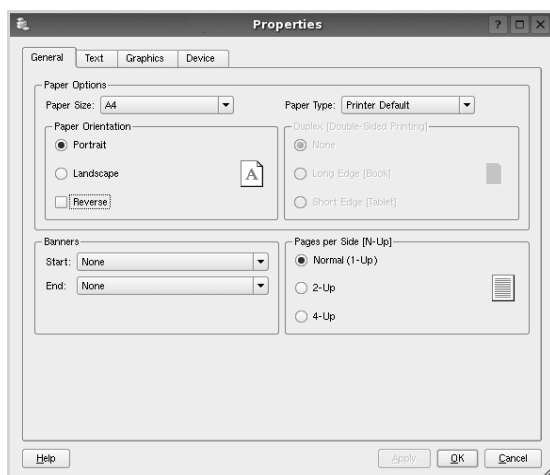 Properties
General Text Graphics Device
Paper Options
Paper Size: A4 Paper Type: Printer Default
Paper Orientation Duplex [Double-Sided Printing]
Portrait None
Landscape A Long Edge [Book]
Reverse Short Edge [Tablet]
Banners Pages per Side [N-Up]
Start: None Normal (1-Up)
End: None 2-Up
4-Up
Help Apply OK Cancel